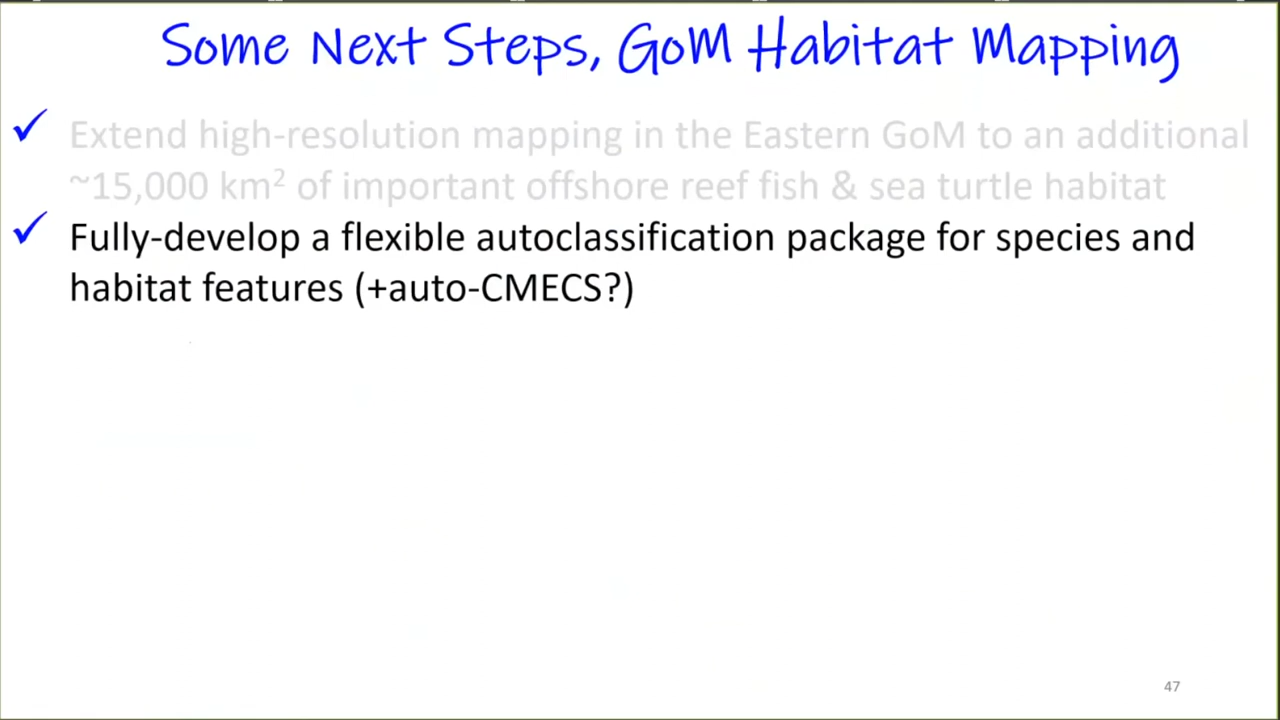 Some Next Steps, GoM Habitat Mapping
✓ Extend high-resolution mapping in the Eastern GoM to an additional
~15,000 km² of important offshore reef fish & sea turtle habitat
✓ Fully-develop a flexible autoclassification package for species and
habitat features (+auto-CMECS?)
47